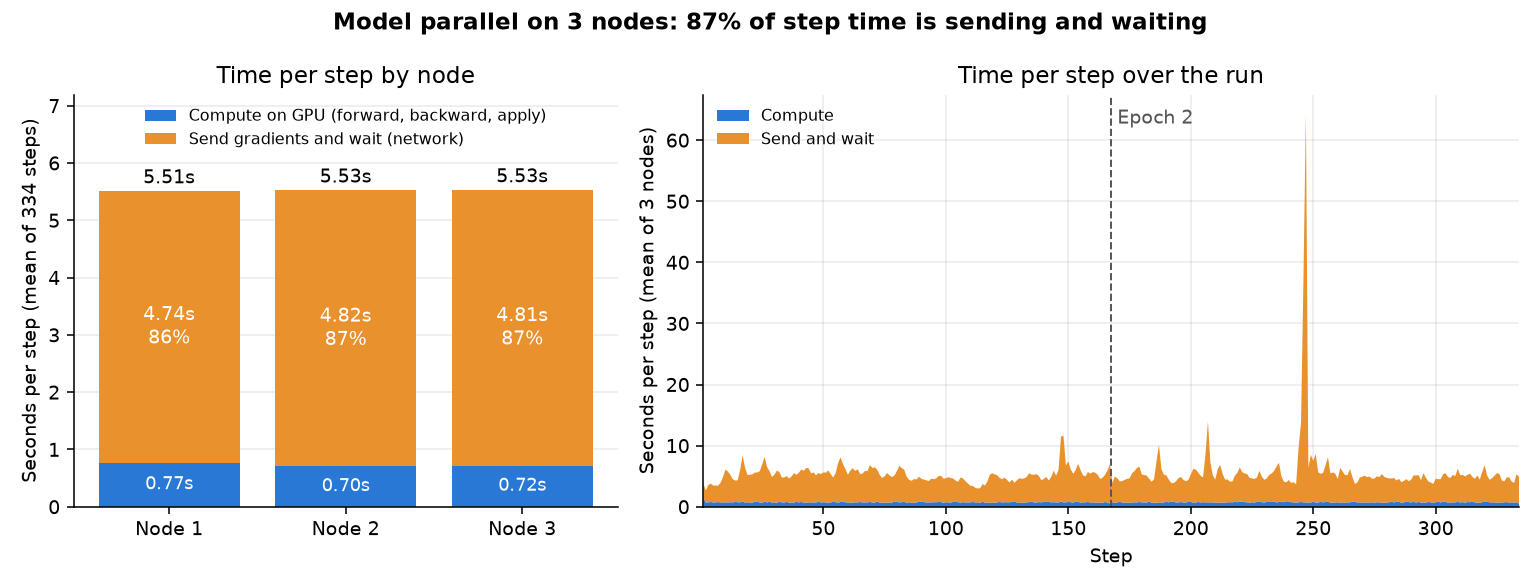 Model parallel on 3 nodes: 87% of step time is sending and waiting
Time per step by node
Seconds per step (mean of 334 steps)
7
6
5
4
3
2
1
0
Compute on GPU (forward, backward, apply)
Send gradients and wait (network)
5.51s
5.53s
5.53s
4.74s
86%
4.82s
87%
4.81s
87%
0.77s
0.70s
0.72s
Node 1
Node 2
Node 3
Time per step over the run
Seconds per step (mean of 3 nodes)
60
50
40
30
20
10
0
Compute
Send and wait
Epoch 2
50
100
150
200
250
300
Step